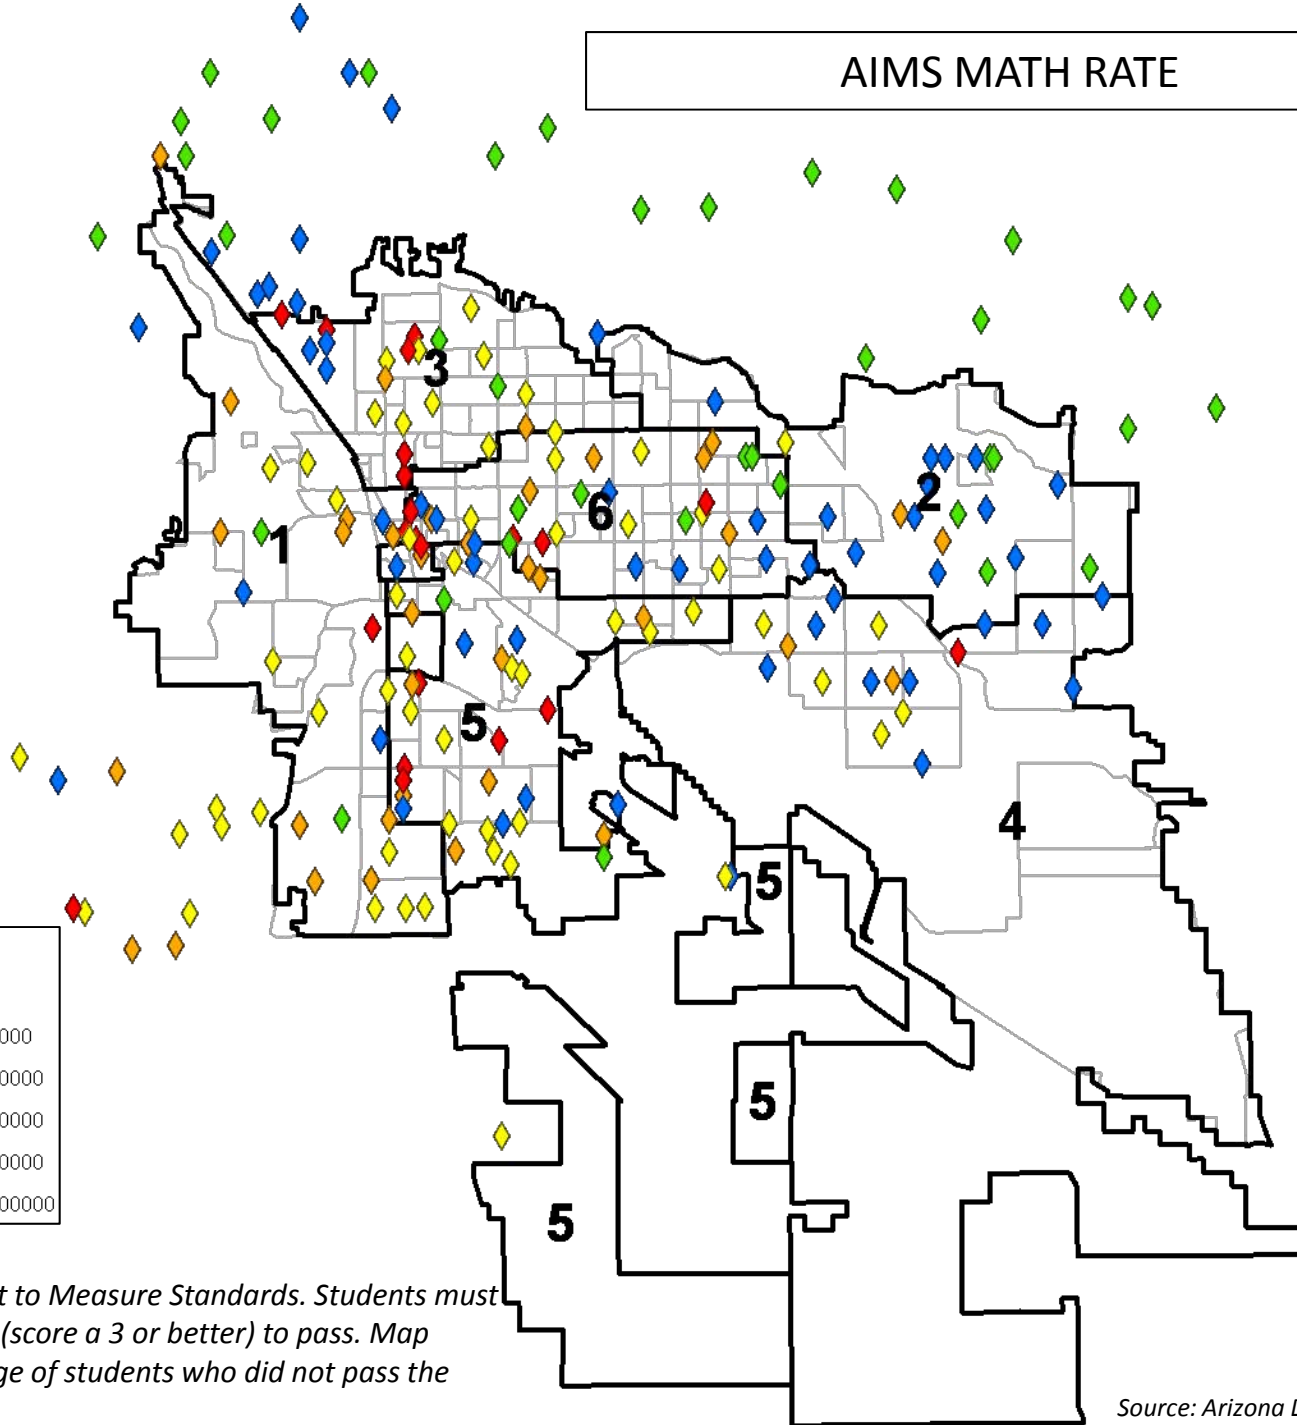 AIMS MATH RATE
3
2
6
1
5
4
5
5
5
000
0000
0000
0000
00000
t to Measure Standards. Students must
(score a 3 or better) to pass. Map
ge of students who did not pass the
Source: Arizona D